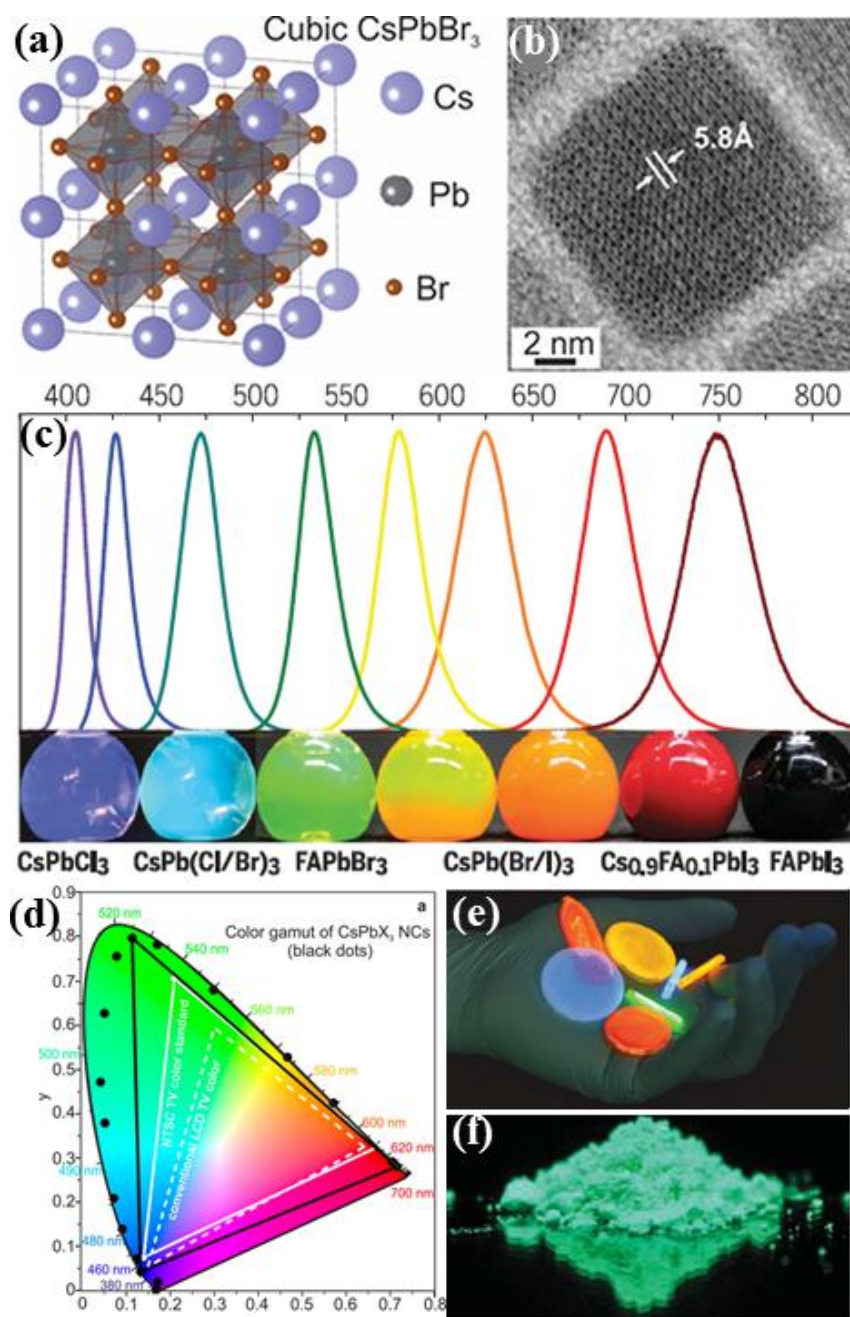 (a)
Cubic CsPbBr₃
Cs
Pb
Br
(b)
5.8Å
2 nm
400 450 500 550 600 650 700 750 800
(c)
CsPbCl₃ CsPb(Cl/Br)₃ FAPbBr₃ CsPb(Br/I)₃ Cs₀.₉FA₀.₁PbI₃ FAPbI₃
(d)
a
Color gamut of CsPbX₃ NCs
(black dots)
0.9
0.8
0.7
0.6
0.5
0.4
0.3
0.2
0.1
0
y
520 nm
540 nm
560 nm
580 nm
600 nm
620 nm
700 nm
500 nm
490 nm
480 nm
460 nm
380 nm
NTSC TV color standard
conventional LCD TV color
0 0.1 0.2 0.3 0.4 0.5 0.6 0.7 0.8
(e)
(f)